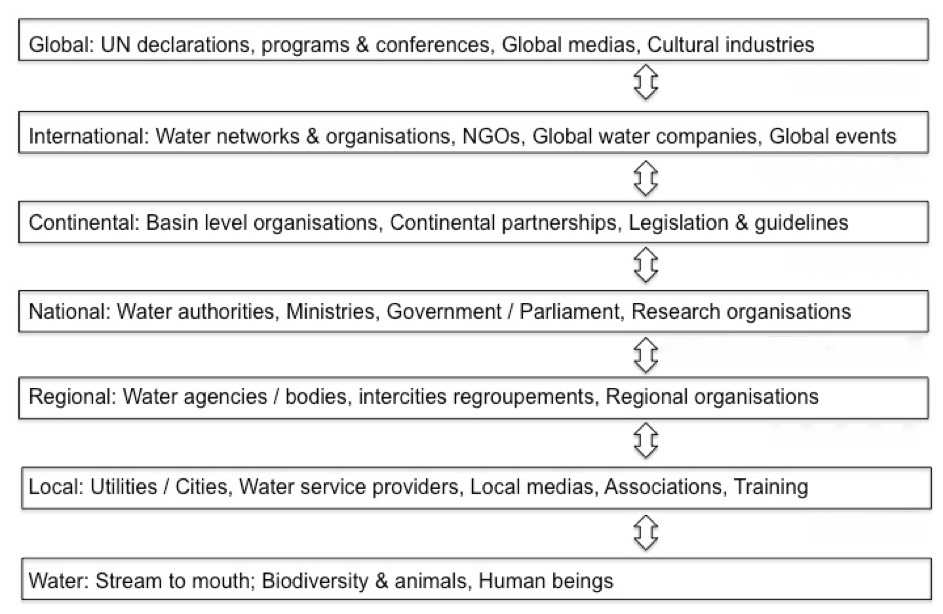 Global: UN declarations, programs & conferences, Global medias, Cultural industries
International: Water networks & organisations, NGOs, Global water companies, Global events
Continental: Basin level organisations, Continental partnerships, Legislation & guidelines
National: Water authorities, Ministries, Government / Parliament, Research organisations
Regional: Water agencies / bodies, intercities regroupements, Regional organisations
Local: Utilities / Cities, Water service providers, Local medias, Associations, Training
Water: Stream to mouth; Biodiversity & animals, Human beings